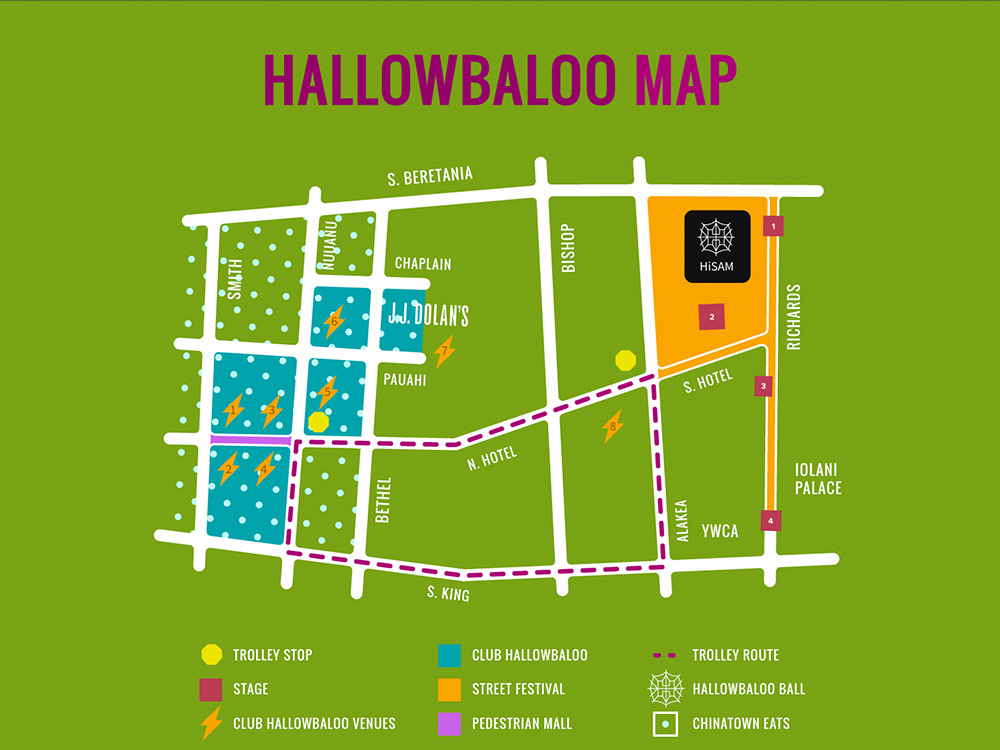 HALLOWBALOO MAP
S. BERETANIA
NUUANU
SMITH
CHAPLAIN
BISHOP
HiSAM
1
J.J. DOLAN'S
6
7
2
RICHARDS
PAUAHI
5
1
3
S. HOTEL
3
8
2
4
N. HOTEL
BETHEL
ALAKEA
YWCA
IOLANI
PALACE
4
S. KING
TROLLEY STOP
CLUB HALLOWBALOO
TROLLEY ROUTE
STAGE
STREET FESTIVAL
HALLOWBALOO BALL
CLUB HALLOWBALOO VENUES
PEDESTRIAN MALL
CHINATOWN EATS